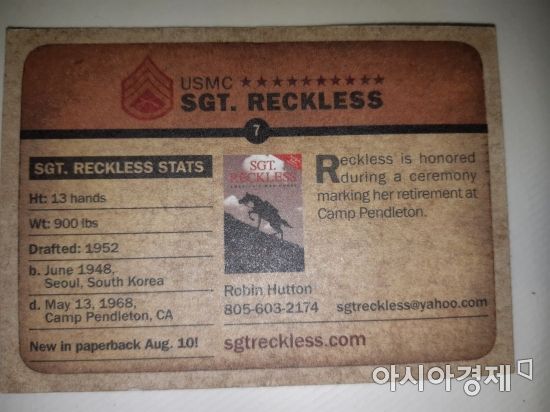 USMC ★★★★★★★★★★
SGT. RECKLESS
7
SGT. RECKLESS STATS
Ht: 13 hands
Wt: 900 lbs
Drafted: 1952
b. June 1948,
Seoul, South Korea
d. May 13, 1968,
Camp Pendleton, CA
New in paperback Aug. 10!
SGT.
RECKLESS
AMERICA'S WAR HORSE
Robin Hutton
805-603-2174
sgtreckless@yahoo.com
sgtreckless.com
Reckless is honored
during a ceremony
marking her retirement at
Camp Pendleton.
아시아경제